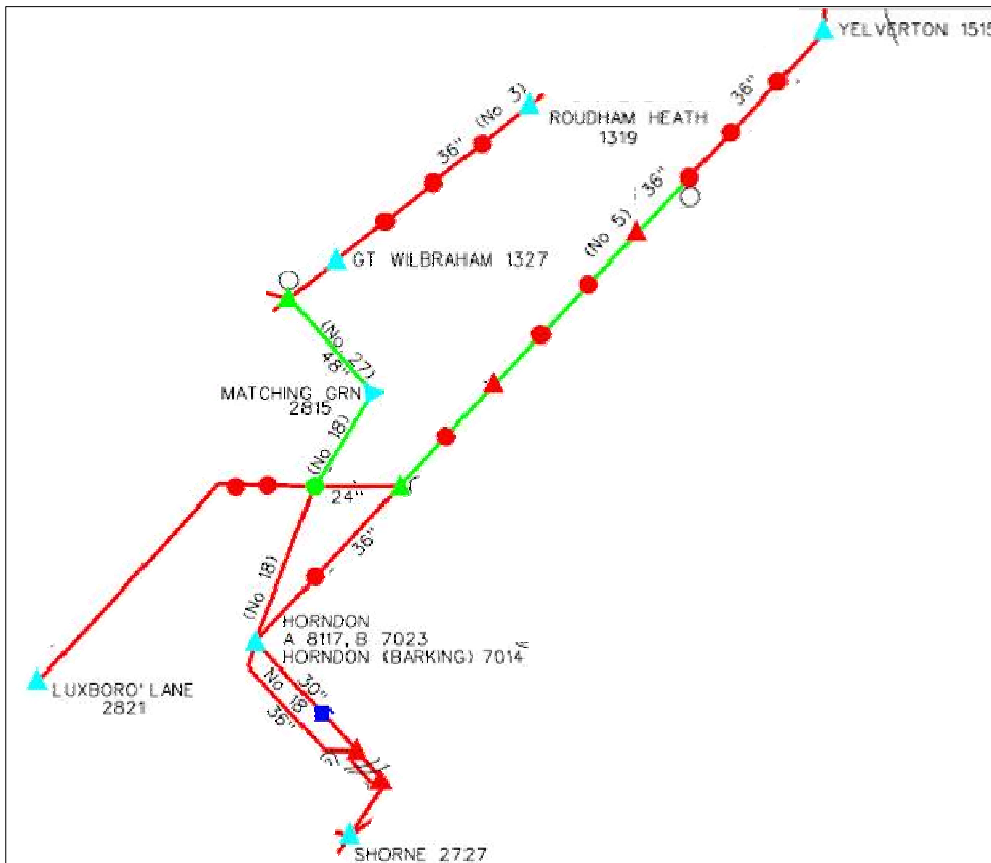 YELVERTON 1515
36"
(No 3)
36"
ROUDHAM HEATH
1319
36"
(No 5)
GT WILBRAHAM 1327
(No 27)
48"
MATCHING GRN
2815
(No 18)
24"
36"
(No 18)
HORNDON
A 8117, B 7023
HORNDON (BARKING) 7014
30"
No 18
36"
LUXBORO' LANE
2821
SHORNE 2727